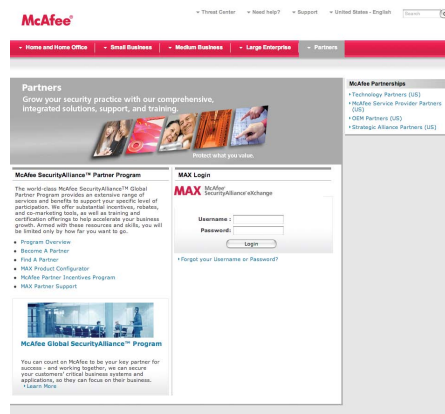 McAfee®
Threat Center
Need help?
Support
United States - English
Search
Home and Home Office
Small Business
Medium Business
Large Enterprise
Partners
Partners
Grow your security practice with our comprehensive,
integrated solutions, support, and training.
Protect what you value.
McAfee Partnerships
Technology Partners (US)
McAfee Service Provider Partners
(US)
OEM Partners (US)
Strategic Alliance Partners (US)
McAfee SecurityAlliance™ Partner Program
The world-class McAfee SecurityAlliance™ Global
Partner Program provides an extensive range of
services and benefits to support your specific level of
participation. We offer substantial incentives, rebates,
and co-marketing tools, as well as training and
certification offerings to help accelerate your business
growth. Armed with these resources and skills, you will
be limited only by how far you want to go.
Program Overview
Become A Partner
Find A Partner
MAX Product Configurator
McAfee Partner Incentives Program
MAX Partner Support
MAX Login
MAX McAfee®
SecurityAlliance eXchange
Username :
Password:
Login
Forgot your Username or Password?
McAfee Global SecurityAlliance™ Program
You can count on McAfee to be your key partner for
success - and working together, we can secure
your customers' critical business systems and
applications, so they can focus on their business.
Learn More